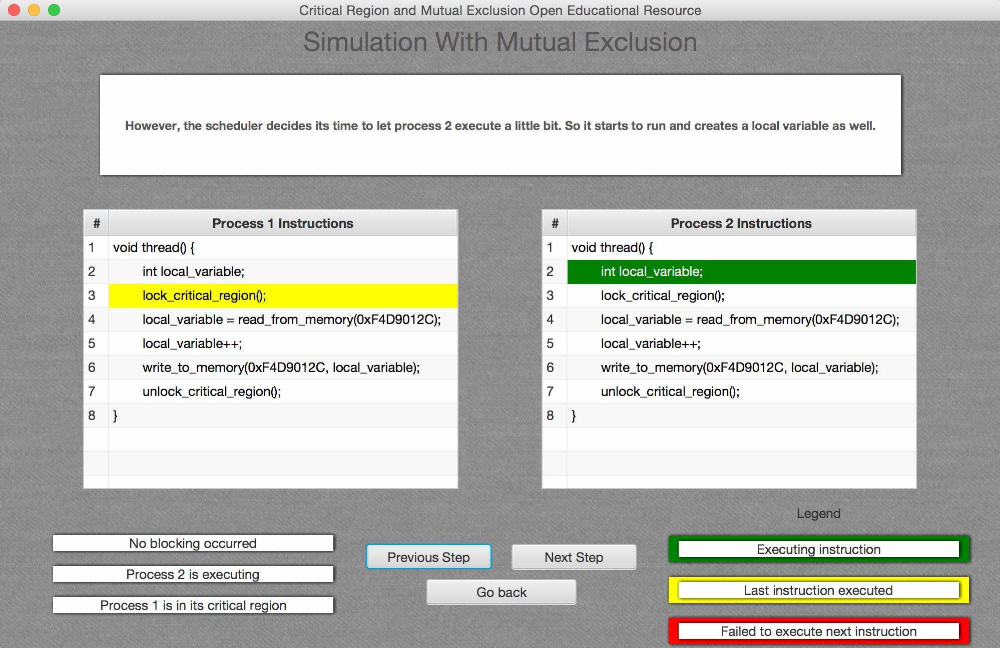 Critical Region and Mutual Exclusion Open Educational Resource
Simulation With Mutual Exclusion
However, the scheduler decides its time to let process 2 execute a little bit. So it starts to run and creates a local variable as well.
# Process 1 Instructions
1 void thread() {
2 int local_variable;
3 lock_critical_region();
4 local_variable = read_from_memory(0xF4D9012C);
5 local_variable++;
6 write_to_memory(0xF4D9012C, local_variable);
7 unlock_critical_region();
8 }
# Process 2 Instructions
1 void thread() {
2 int local_variable;
3 lock_critical_region();
4 local_variable = read_from_memory(0xF4D9012C);
5 local_variable++;
6 write_to_memory(0xF4D9012C, local_variable);
7 unlock_critical_region();
8 }
No blocking occurred
Process 2 is executing
Process 1 is in its critical region
Previous Step
Next Step
Go back
Legend
Executing instruction
Last instruction executed
Failed to execute next instruction